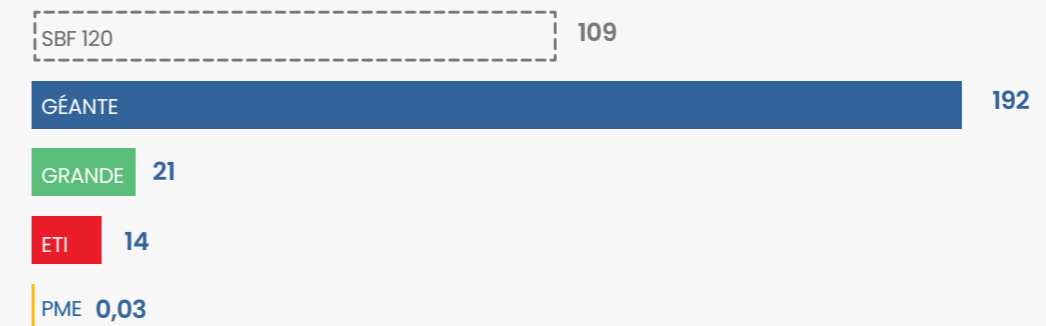 SBF 120 109
GÉANTE 192
GRANDE 21
ETI 14
PME 0,03